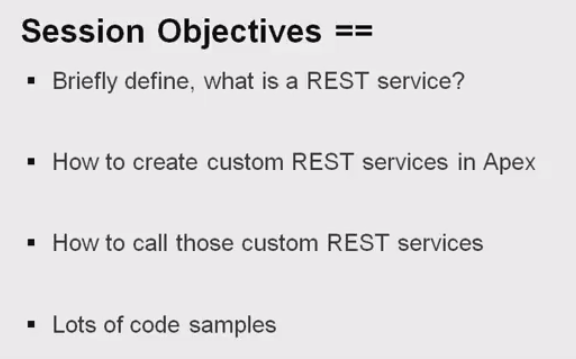 Session Objectives ==
▪ Briefly define, what is a REST service?
▪ How to create custom REST services in Apex
▪ How to call those custom REST services
▪ Lots of code samples